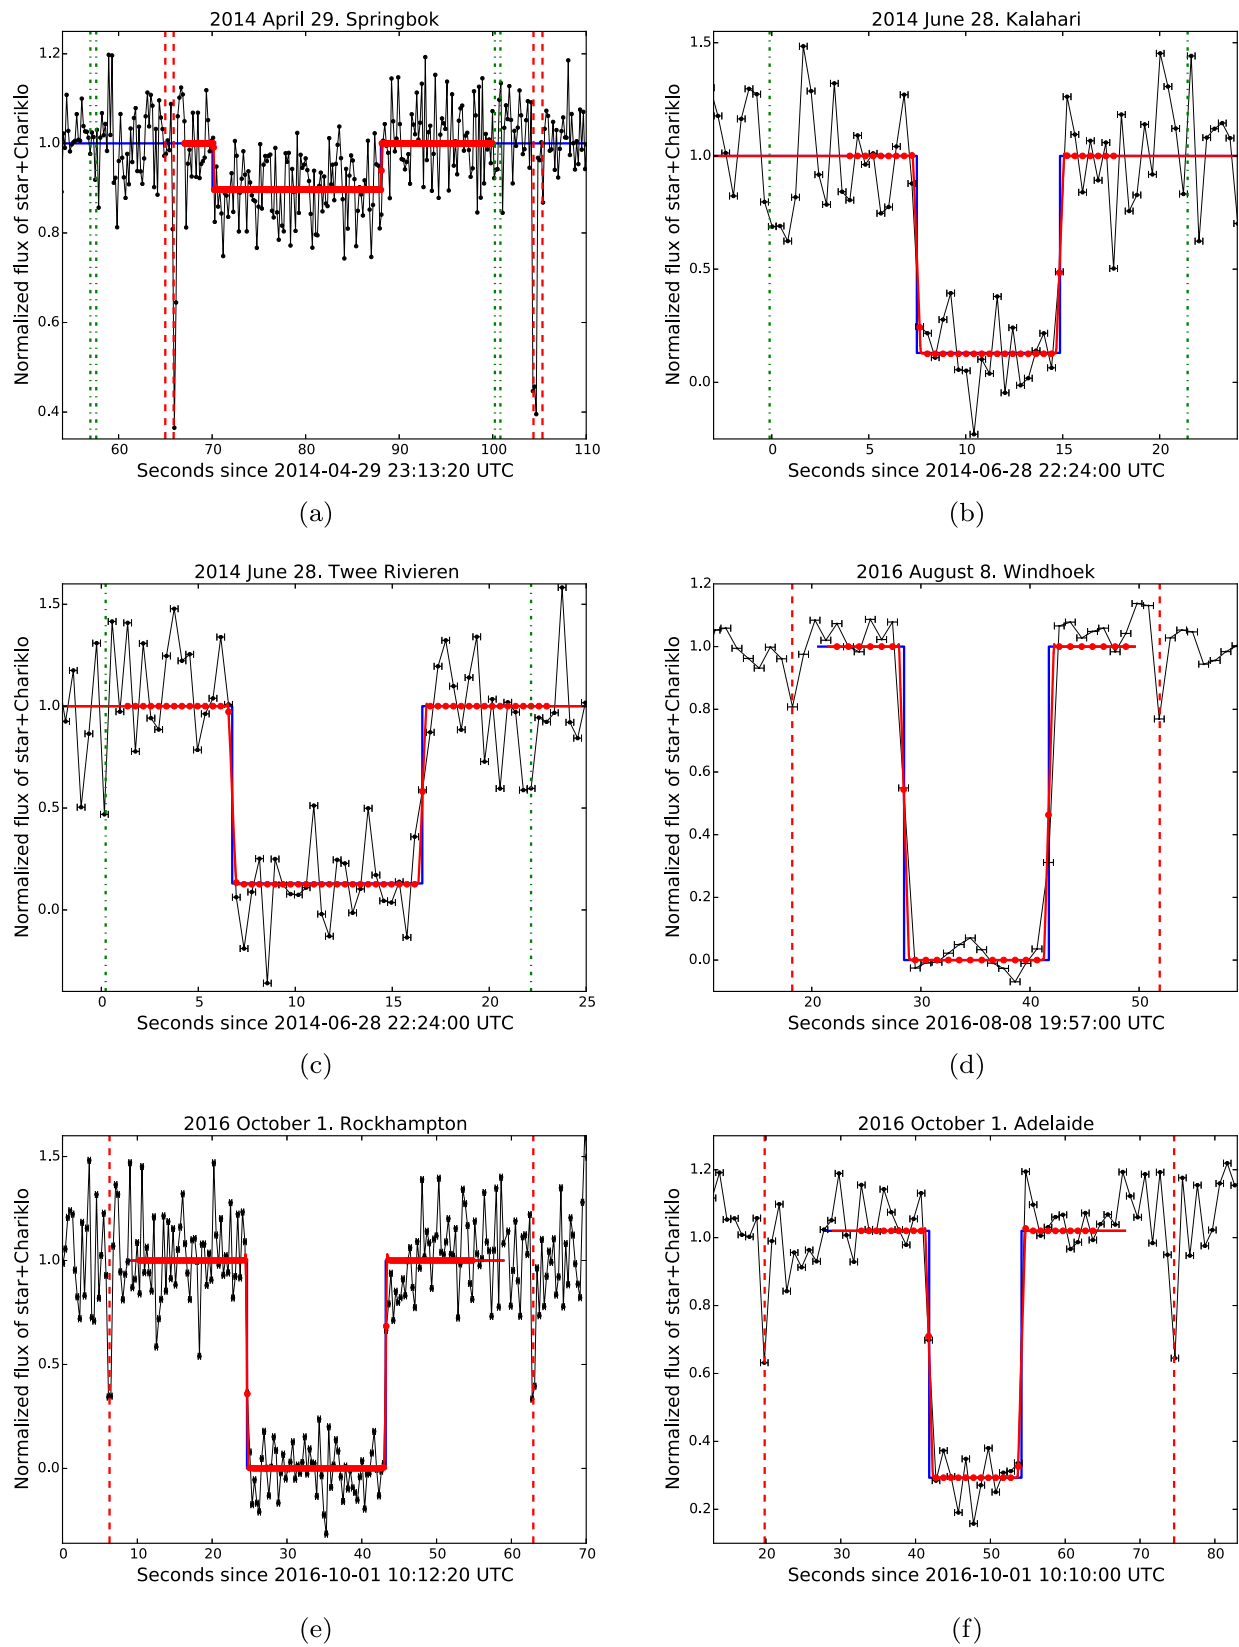 2014 April 29. Springbok
Normalized flux of star+Chariklo
1.2
1.0
0.8
0.6
0.4
60 70 80 90 100 110
Seconds since 2014-04-29 23:13:20 UTC
(a)
2014 June 28. Kalahari
Normalized flux of star+Chariklo
1.5
1.0
0.5
0.0
0 5 10 15 20
Seconds since 2014-06-28 22:24:00 UTC
(b)
2014 June 28. Twee Rivieren
Normalized flux of star+Chariklo
1.5
1.0
0.5
0.0
0 5 10 15 20 25
Seconds since 2014-06-28 22:24:00 UTC
(c)
2016 August 8. Windhoek
Normalized flux of star+Chariklo
1.2
1.0
0.8
0.6
0.4
0.2
0.0
20 30 40 50
Seconds since 2016-08-08 19:57:00 UTC
(d)
2016 October 1. Rockhampton
Normalized flux of star+Chariklo
1.5
1.0
0.5
0.0
0 10 20 30 40 50 60 70
Seconds since 2016-10-01 10:12:20 UTC
(e)
2016 October 1. Adelaide
Normalized flux of star+Chariklo
1.2
1.0
0.8
0.6
0.4
0.2
20 30 40 50 60 70 80
Seconds since 2016-10-01 10:10:00 UTC
(f)